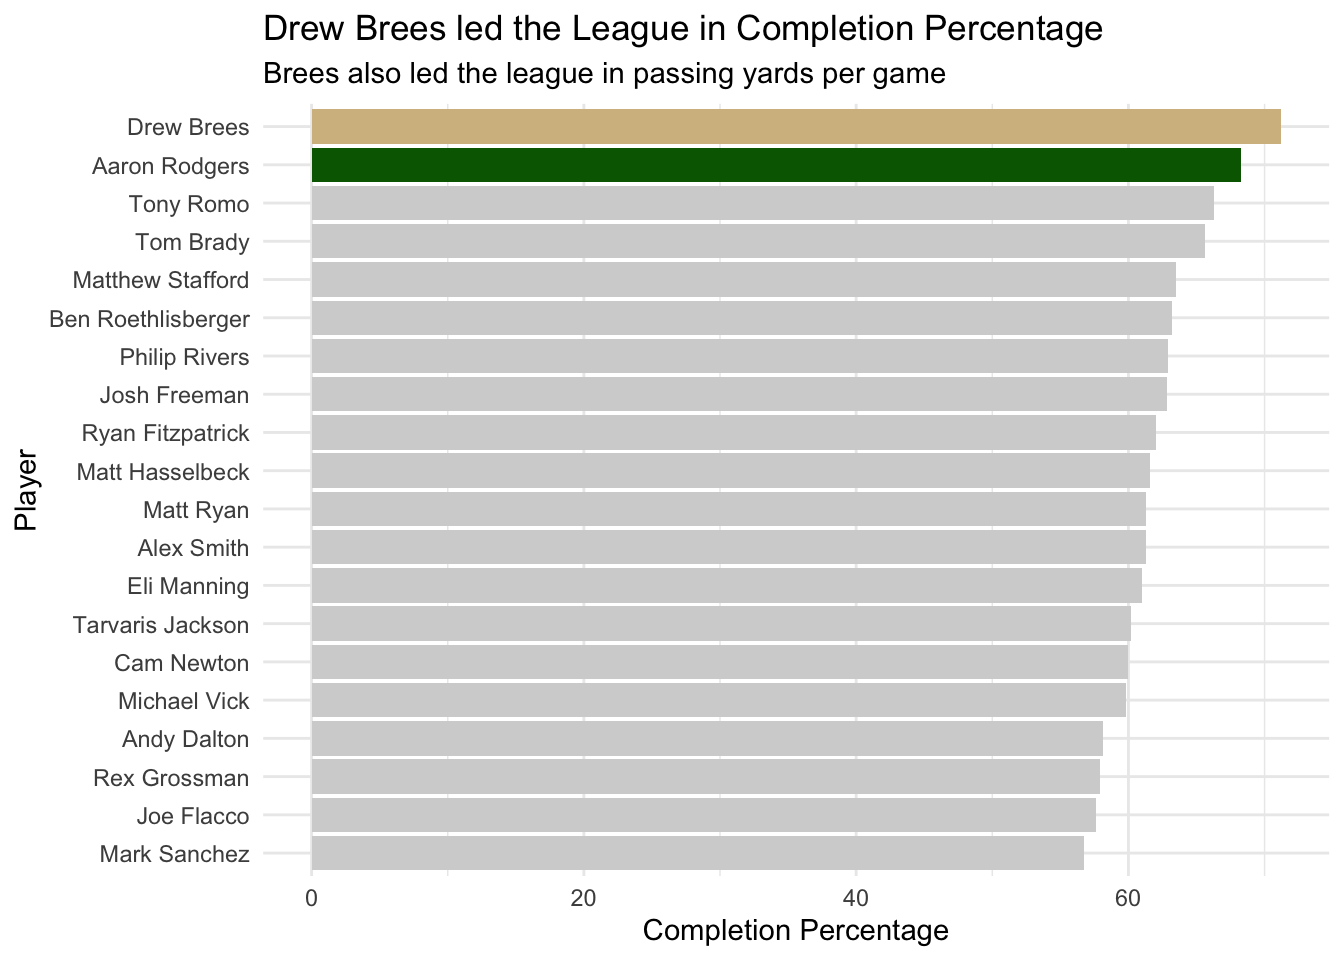 Drew Brees led the League in Completion Percentage
Brees also led the league in passing yards per game
Drew Brees
Aaron Rodgers
Tony Romo
Tom Brady
Matthew Stafford
Ben Roethlisberger
Philip Rivers
Josh Freeman
Ryan Fitzpatrick
Matt Hasselbeck
Matt Ryan
Alex Smith
Eli Manning
Tarvaris Jackson
Cam Newton
Michael Vick
Andy Dalton
Rex Grossman
Joe Flacco
Mark Sanchez
Player
0 20 40 60
Completion Percentage